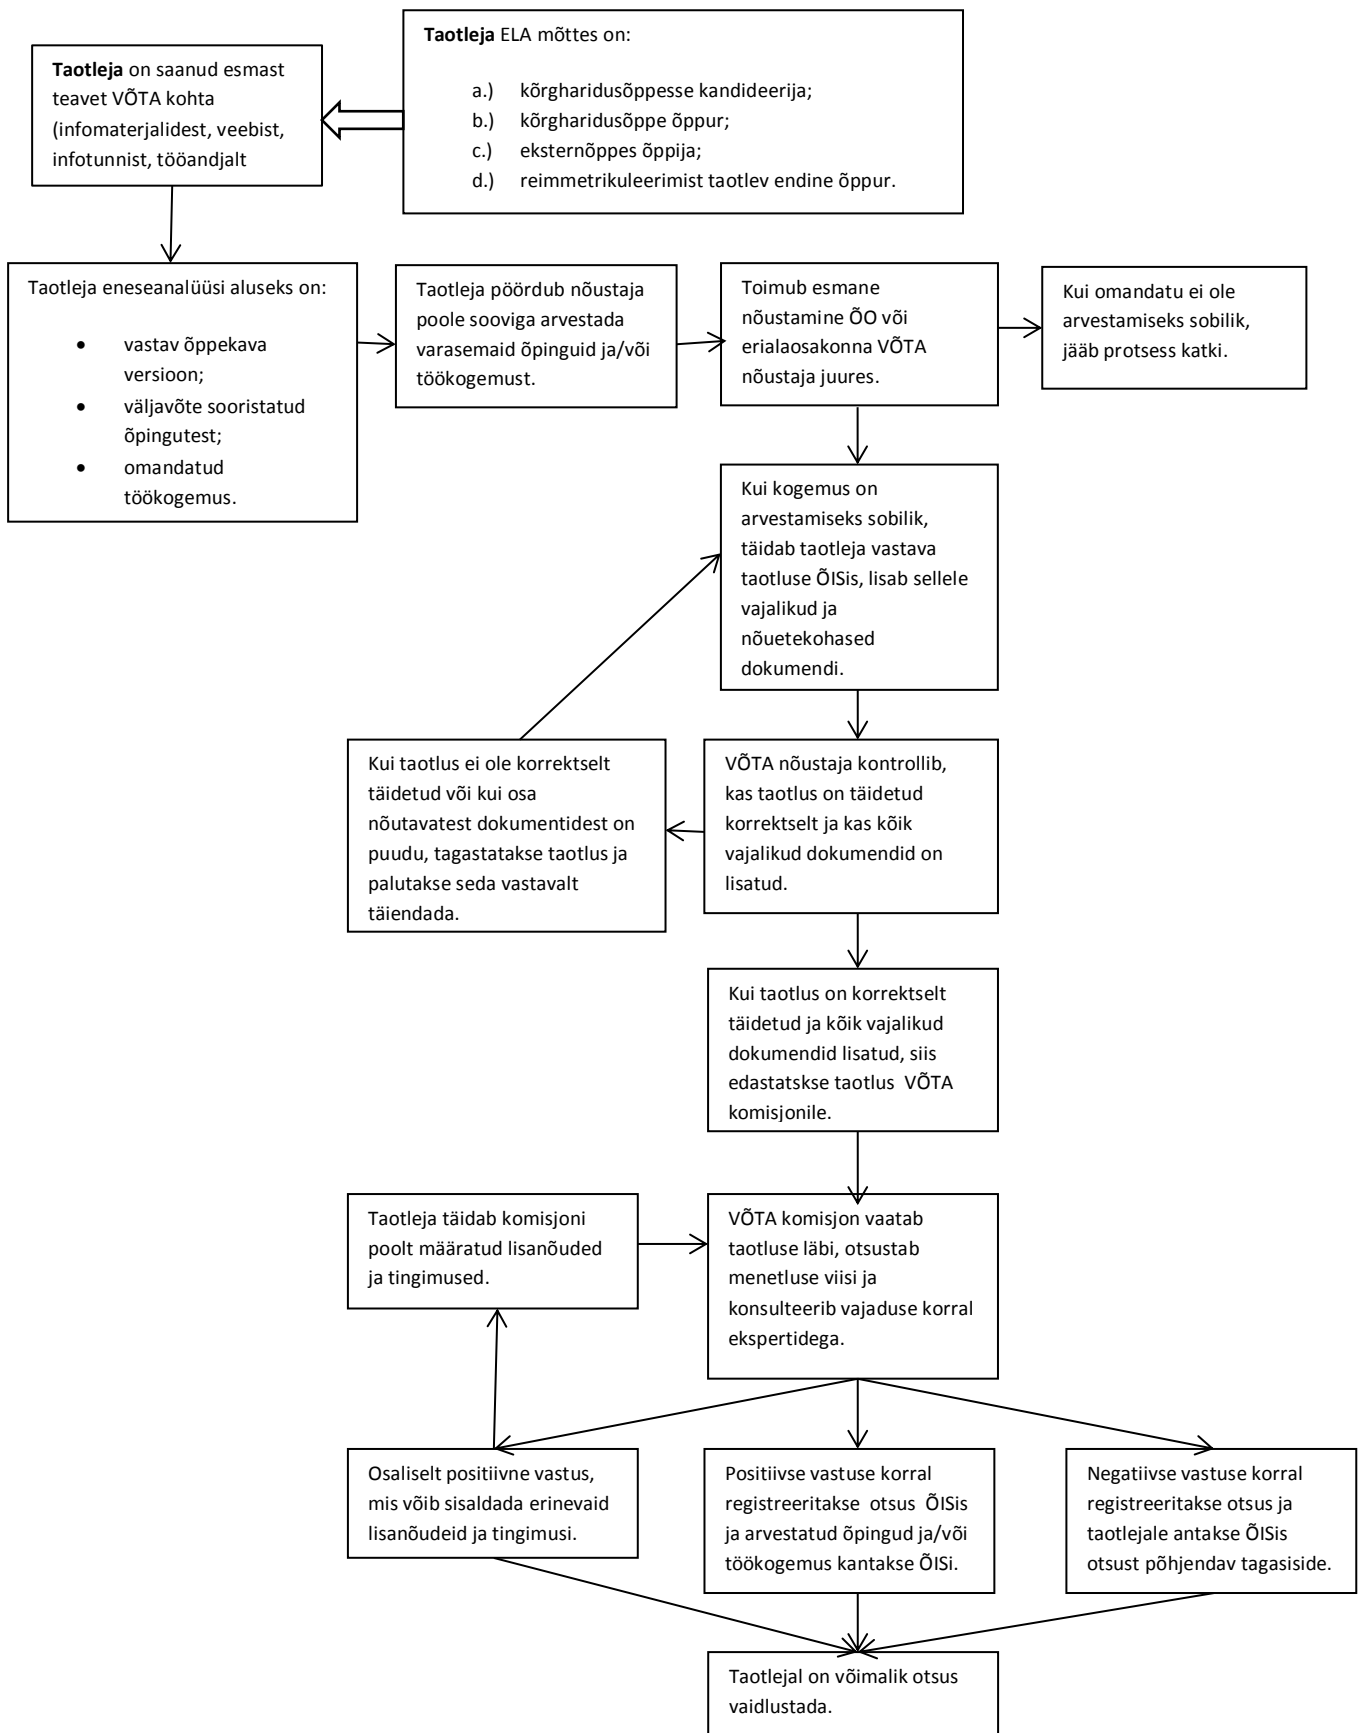 Taotleja ELA mõttes on:
a.) kõrgharidusõppesse kandideerija;
b.) kõrgharidusõppe õppur;
c.) eksternõppes õppija;
d.) reimmetrikuleerimist taotlev endine õppur.
Taotleja on saanud esmast
teavet VÕTA kohta
(infomaterjalidest, veebist,
infotunnist, tööandjalt
Taotleja eneseanalüüsi aluseks on:
• vastav õppekava
versioon;
• väljavõte sooristatud
õpingutest;
• omandatud
töökogemus.
Taotleja pöördub nõustaja
poole sooviga arvestada
varasemaid õpinguid ja/või
töökogemust.
Toimub esmane
nõustamine ÕO või
erialaosakonna VÕTA
nõustaja juures.
Kui omandatu ei ole
arvestamiseks sobilik,
jääb protsess katki.
Kui kogemus on
arvestamiseks sobilik,
täidab taotleja vastava
taotluse ÕISis, lisab sellele
vajalikud ja
nõuetekohased
dokumendi.
Kui taotlus ei ole korrektselt
täidetud või kui osa
nõutavatest dokumentidest on
puudu, tagastatakse taotlus ja
palutakse seda vastavalt
täiendada.
VÕTA nõustaja kontrollib,
kas taotlus on täidetud
korrektselt ja kas kõik
vajalikud dokumendid on
lisatud.
Kui taotlus on korrektselt
täidetud ja kõik vajalikud
dokumendid lisatud, siis
edastatskse taotlus VÕTA
komisjonile.
Taotleja täidab komisjoni
poolt määratud lisanõuded
ja tingimused.
VÕTA komisjon vaatab
taotluse läbi, otsustab
menetluse viisi ja
konsulteerib vajaduse korral
ekspertidega.
Osaliselt positiivne vastus,
mis võib sisaldada erinevaid
lisanõudeid ja tingimusi.
Positiivse vastuse korral
registreeritakse otsus ÕISis
ja arvestatud õpingud ja/või
töökogemus kantakse ÕISi.
Negatiivse vastuse korral
registreeritakse otsus ja
taotlejale antakse ÕISis
otsust põhjendav tagasiside.
Taotlejal on võimalik otsus
vaidlustada.